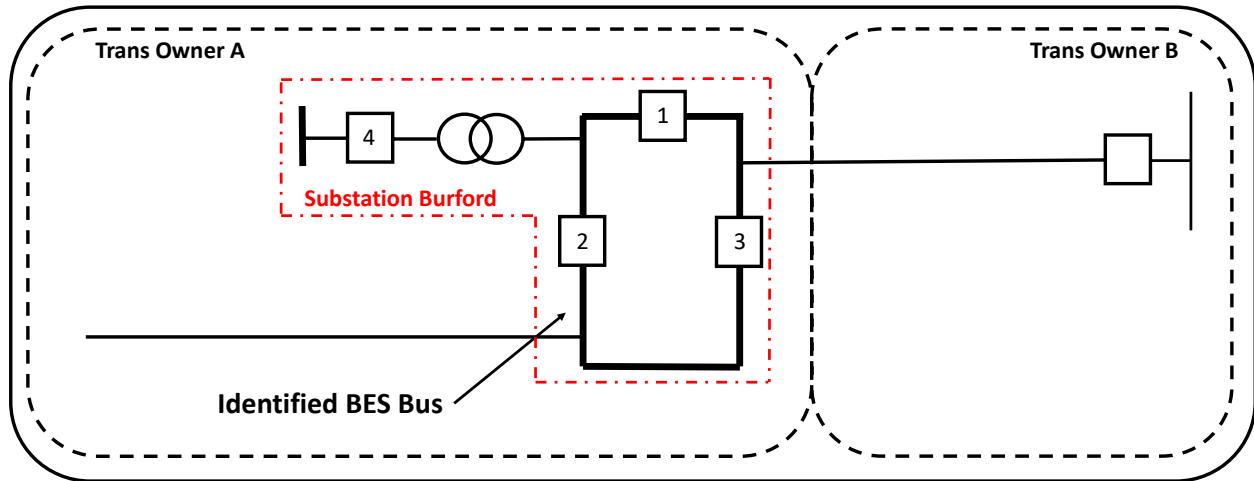 Trans Owner A
Trans Owner B
1
4
Substation Burford
2
3
Identified BES Bus